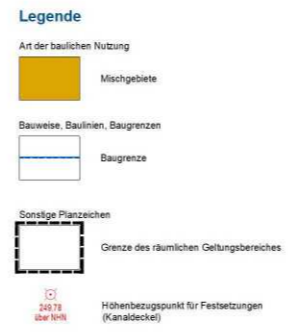 Legende
Art der baulichen Nutzung
Mischgebiete
Bauweise, Baulinien, Baugrenzen
Baugrenze
Sonstige Planzeichen
Grenze des räumlichen Geltungsbereiches
249,78
über NHN
Höhenbezugspunkt für Festsetzungen
(Kanaldeckel)